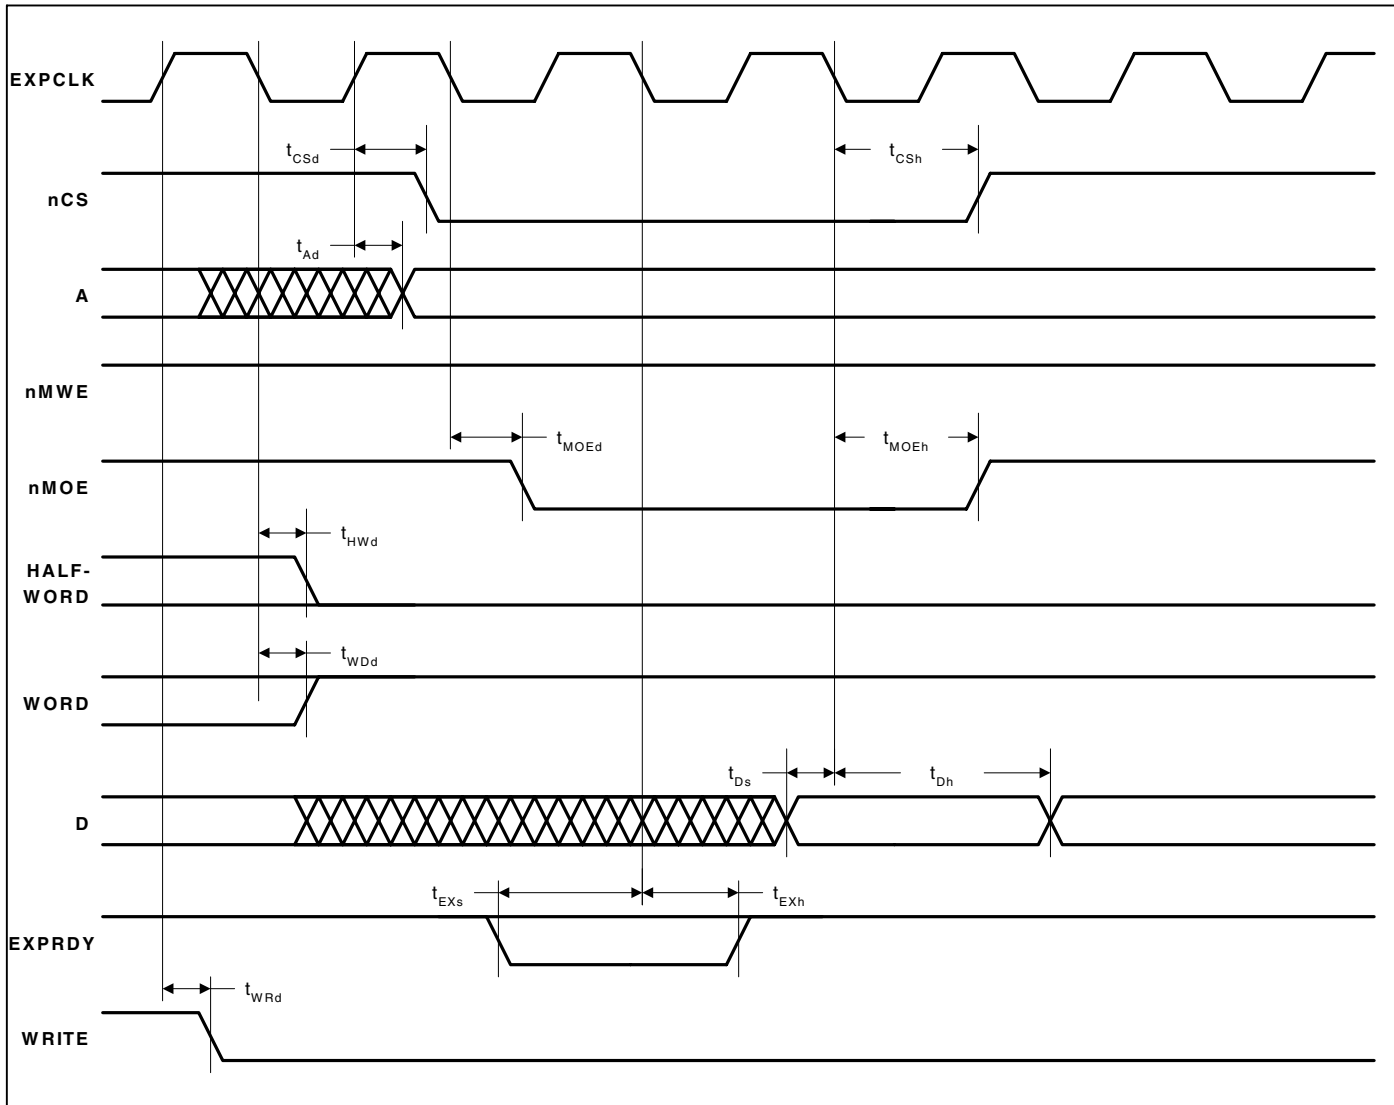 EXPCLK
tCSd
tCSh
nCS
tAd
A
nMWE
tMOEd
tMOEh
nMOE
tHWd
HALF-
WORD
tWDd
WORD
tDs
tDh
D
tEXs
tEXh
EXPRDY
tWRd
WRITE